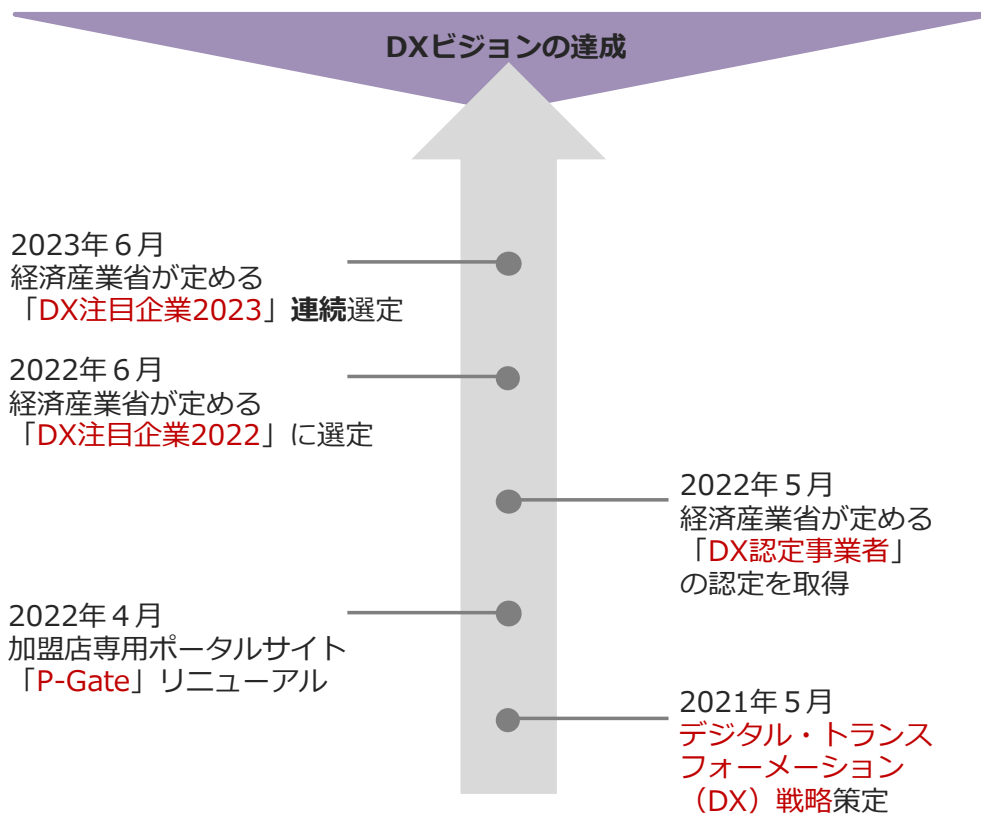 DXビジョンの達成
2023年６月
経済産業省が定める
「DX注目企業2023」連続選定
2022年６月
経済産業省が定める
「DX注目企業2022」に選定
2022年５月
経済産業省が定める
「DX認定事業者」
の認定を取得
2022年４月
加盟店専用ポータルサイト
「P-Gate」リニューアル
2021年５月
デジタル・トランス
フォーメーション
（DX）戦略策定